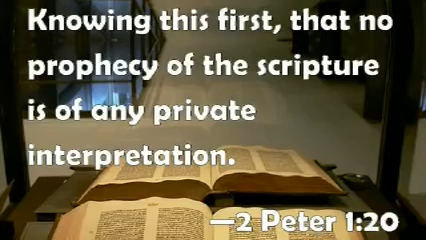 Knowing this first, that no
prophecy of the scripture
is of any private
interpretation.
—2 Peter 1:20